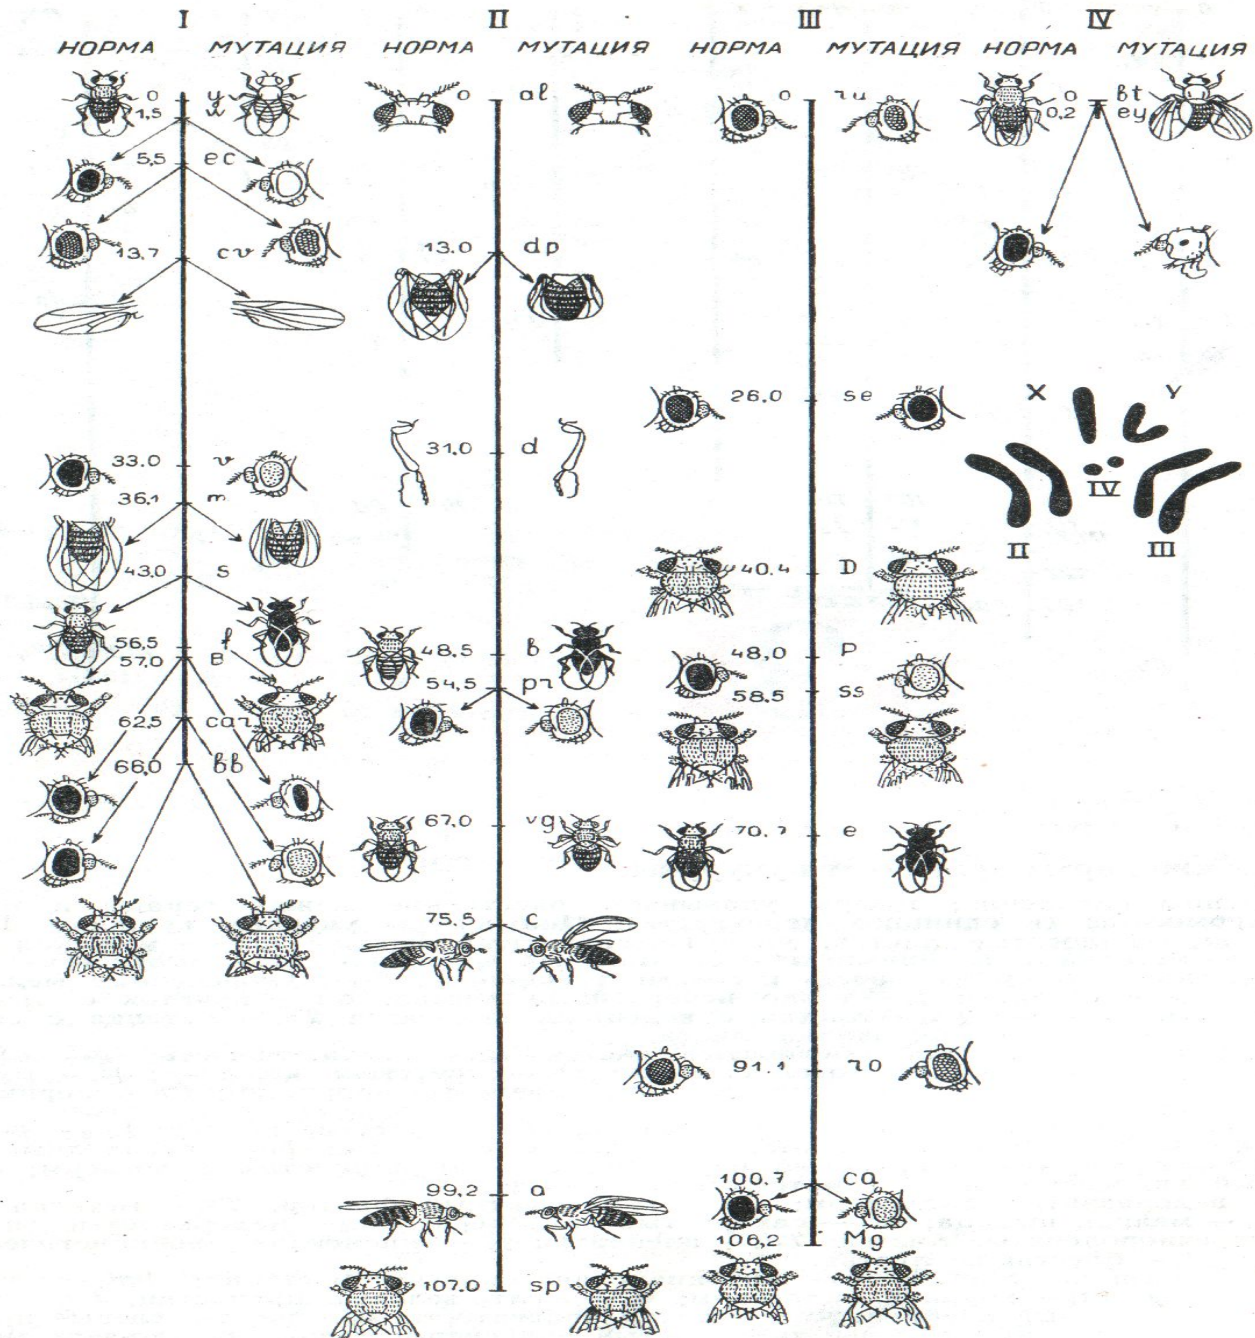 I II III IV
НОРМА МУТАЦИЯ НОРМА МУТАЦИЯ НОРМА МУТАЦИЯ НОРМА МУТАЦИЯ
0 y 0 al 0 ru 0 bt
1,5 w 0,2 ey
5,5 ec
13,7 cv 13.0 dp
26.0 se
X Y
31,0 d
33.0 v
IV
36,1 m
II III
43.0 s 40.4 D
56,5 f 48,5 b 48,0 p
57,0 B
54,5 pr 58.5 ss
62,5 car
66,0 bb
67,0 vg 70,7 e
75.5 c
91,1 ro
99,2 a 100,7 ca
106,2 Mg
107.0 sp